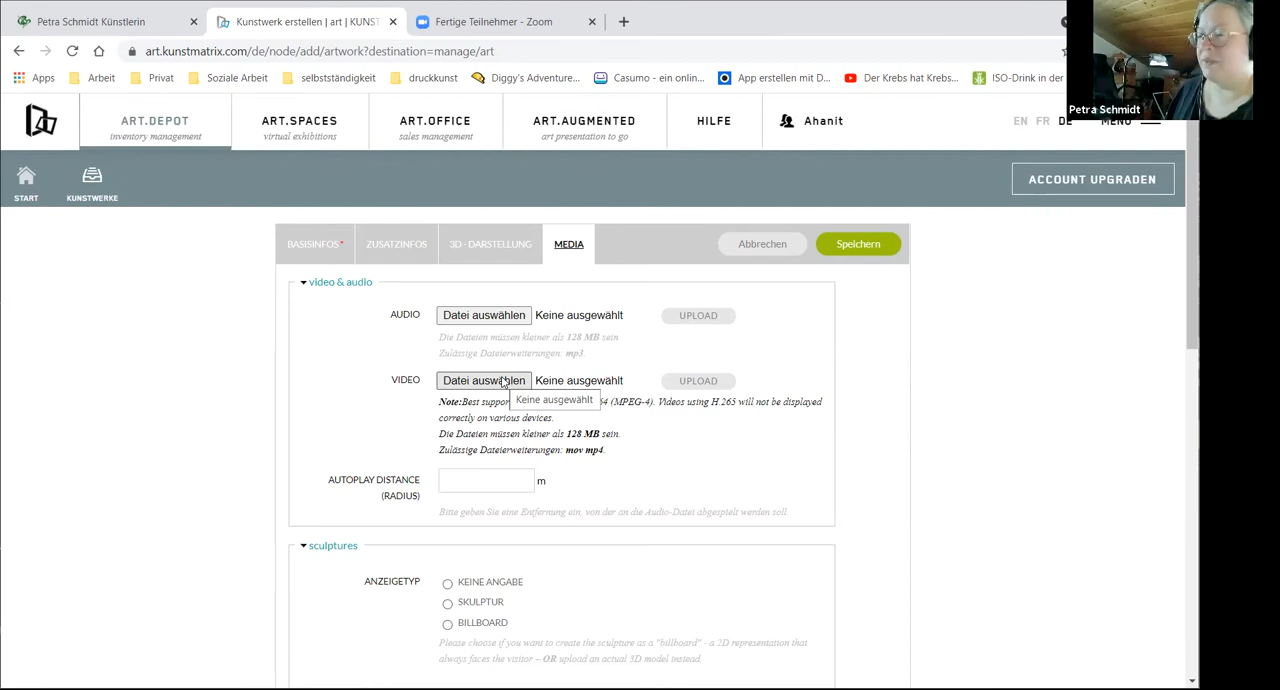 Petra Schmidt Künstlerin
Kunstwerk erstellen | art | KUNST
Fertige Teilnehmer - Zoom
art.kunstmatrix.com/de/node/add/artwork?destination=manage/art
Apps Arbeit Privat Soziale Arbeit selbstständigkeit druckkunst Diggy's Adventure... Casumo - ein onlin... App erstellen mit D... Der Krebs hat Krebs... ISO-Drink in der
Petra Schmidt
ART.DEPOT
inventory management
ART.SPACES
virtual exhibitions
ART.OFFICE
sales management
ART.AUGMENTED
art presentation to go
HILFE
Ahanit
EN FR DE MENU
START
KUNSTWERKE
ACCOUNT UPGRADEN
BASISINFOS* ZUSATZINFOS 3D - DARSTELLUNG MEDIA Abbrechen Speichern
video & audio
AUDIO Datei auswählen Keine ausgewählt UPLOAD
Die Dateien müssen kleiner als 128 MB sein
Zulässige Dateierweiterungen: mp3.
VIDEO Datei auswählen Keine ausgewählt UPLOAD
Keine ausgewählt
Note:Best suppor 64 (MPEG-4). Videos using H.265 will not be displayed
correctly on various devices.
Die Dateien müssen kleiner als 128 MB sein.
Zulässige Dateierweiterungen: mov mp4.
AUTOPLAY DISTANCE
(RADIUS)
m
Bitte geben Sie eine Entfernung ein, von der an die Audio-Datei abgespielt werden soll.
sculptures
ANZEIGETYP
KEINE ANGABE
SKULPTUR
BILLBOARD
Please choose if you want to create the sculpture as a "billboard" - a 2D representation that
always faces the visitor – OR upload an actual 3D model instead.